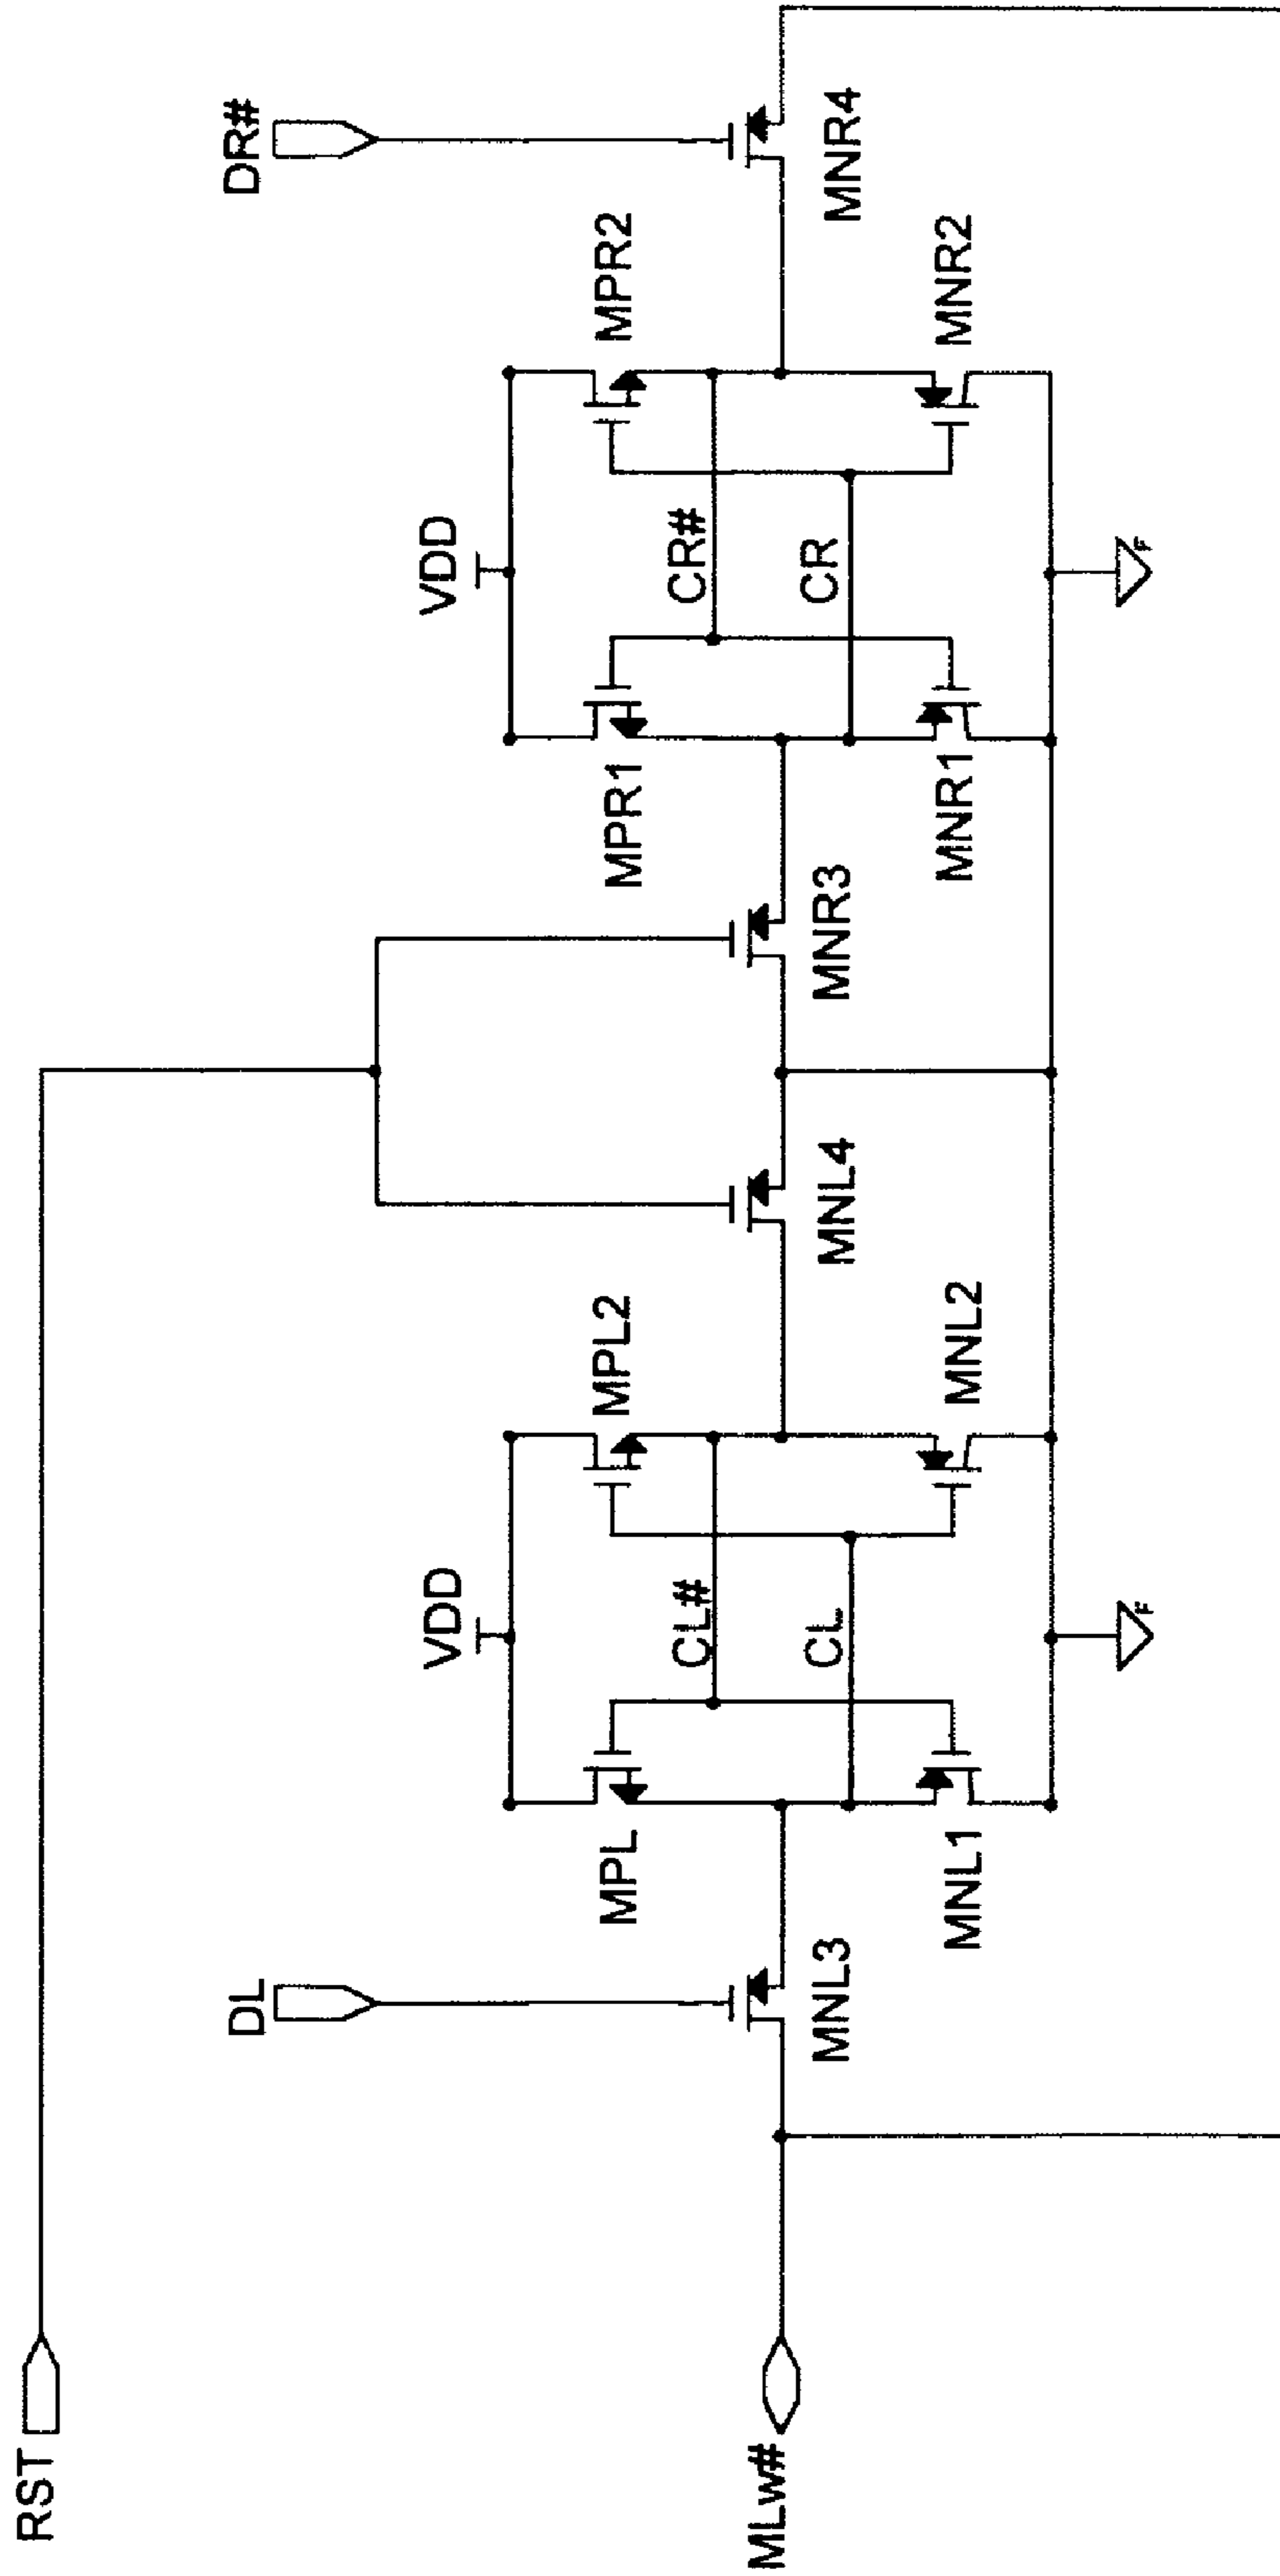 RST
DL
DR#
VDD
VDD
MPL
MPL2
MPR1
MPR2
CL#
CR#
CL
CR
MLw#
MNL3
MNL4
MNR3
MNR4
MNL1
MNL2
MNR1
MNR2
F
F